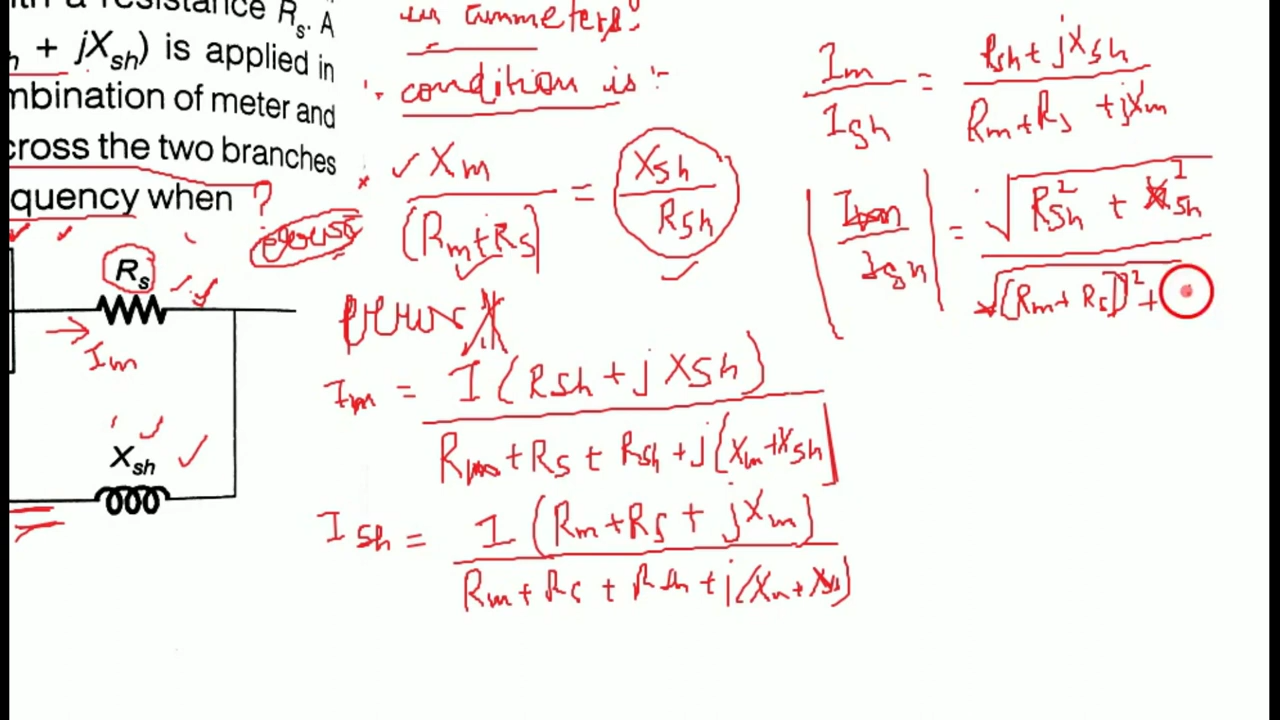 with a resistance Rs. A
+ jXsh) is applied in
mbination of meter and
cross the two branches
quency when ?
Rs
Im
Xsh
in ammeters:
condition is :-
Xm / (Rm+Rs) = Xsh / Rsh
Im = I (Rsh + j Xsh) / Rm + Rs + Rsh + j(Xm+Xsh)
Ish = I (Rm+Rs + jXm) / Rm + Rs + Rsh + j(Xm + Xsh)
Im / Ish = Rsh + jXsh / Rm+Rs + jXm
|Im / Ish| = √Rsh² + Xsh² / √(Rm + Rs)² +